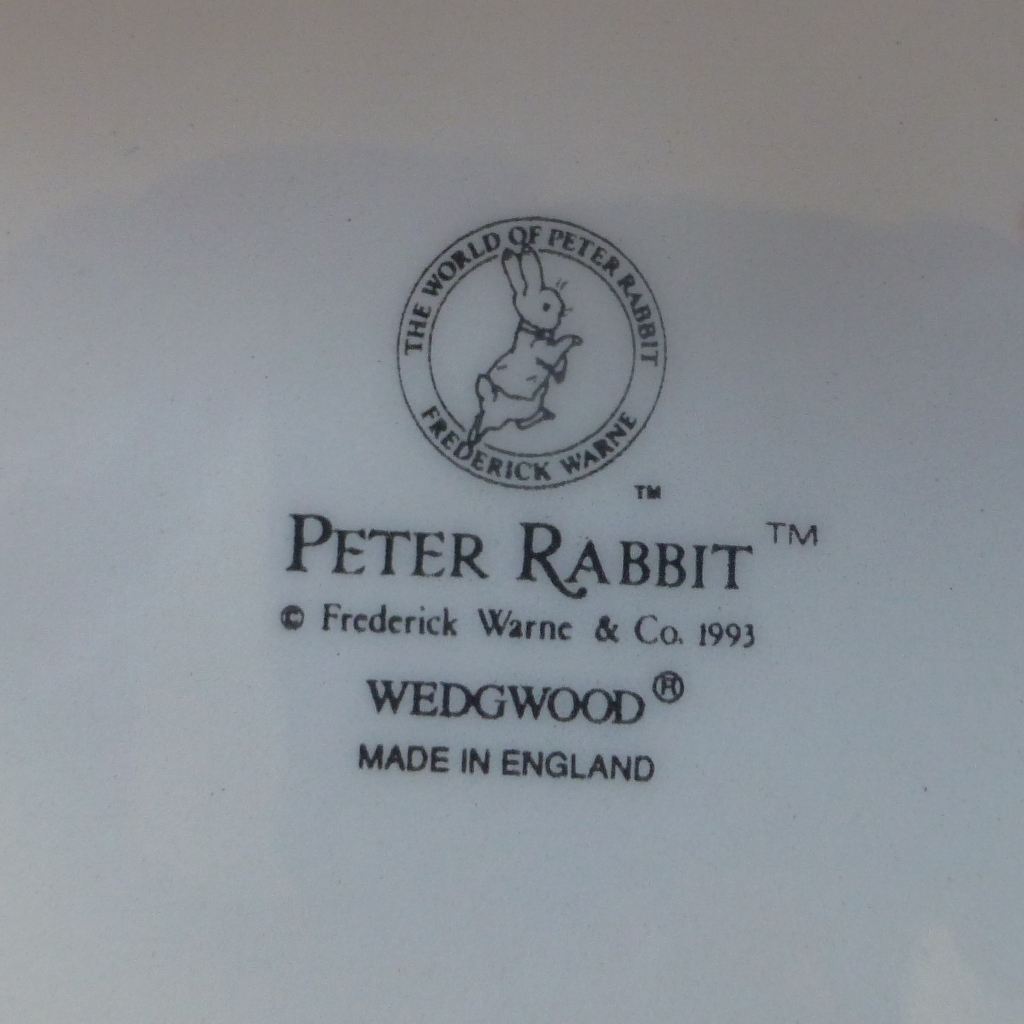 THE WORLD OF PETER RABBIT
FREDERICK WARNE
TM
PETER RABBIT TM
© Frederick Warne & Co. 1993
WEDGWOOD®
MADE IN ENGLAND